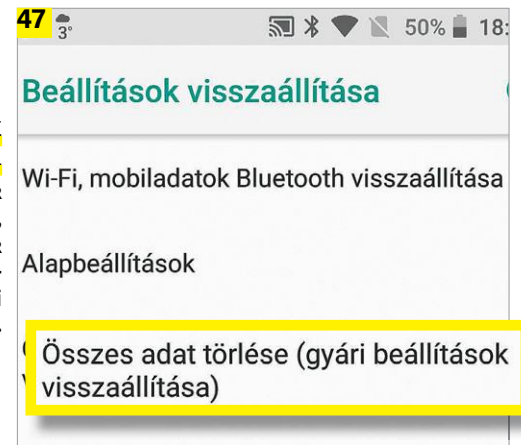 47
3°
50% 18:
Beállítások visszaállítása
Wi-Fi, mobiladatok Bluetooth visszaállítása
Alapbeállítások
Összes adat törlése (gyári beállítások
visszaállítása)